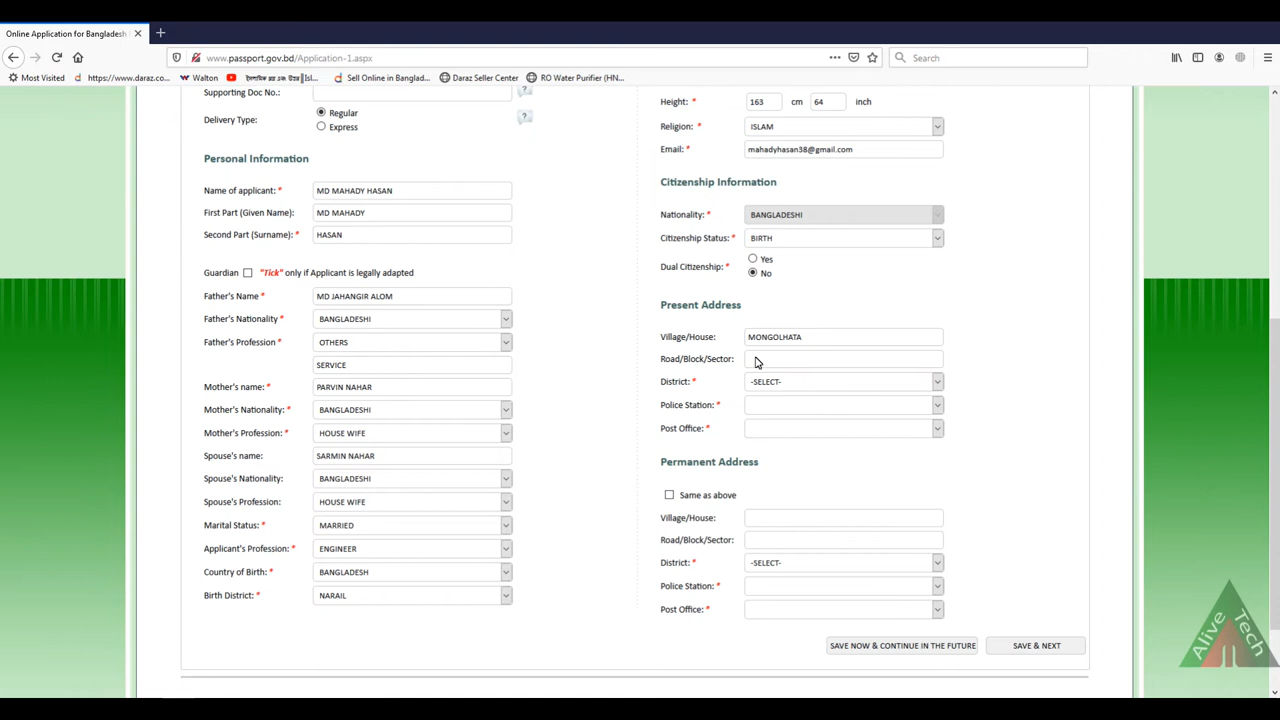 Online Application for Bangladesh
www.passport.gov.bd/Application-1.aspx
Search
Most Visited
https://www.daraz.co...
Walton
Sell Online in Banglad...
Daraz Seller Center
RO Water Purifier (HN...
Supporting Doc No.:
Delivery Type:
Regular
Express
Personal Information
Name of applicant: * MD MAHADY HASAN
First Part (Given Name): MD MAHADY
Second Part (Surname): * HASAN
Guardian "Tick" only if Applicant is legally adapted
Father's Name * MD JAHANGIR ALOM
Father's Nationality * BANGLADESHI
Father's Profession * OTHERS
SERVICE
Mother's name: * PARVIN NAHAR
Mother's Nationality: * BANGLADESHI
Mother's Profession: * HOUSE WIFE
Spouse's name: SARMIN NAHAR
Spouse's Nationality: BANGLADESHI
Spouse's Profession: HOUSE WIFE
Marital Status: * MARRIED
Applicant's Profession: * ENGINEER
Country of Birth: * BANGLADESH
Birth District: * NARAIL
Height: * 163 cm 64 inch
Religion: * ISLAM
Email: * mahadyhasan38@gmail.com
Citizenship Information
Nationality: * BANGLADESHI
Citizenship Status: * BIRTH
Dual Citizenship: *
Yes
No
Present Address
Village/House: MONGOLHATA
Road/Block/Sector:
District: * -SELECT-
Police Station: *
Post Office: *
Permanent Address
Same as above
Village/House:
Road/Block/Sector:
District: * -SELECT-
Police Station: *
Post Office: *
SAVE NOW & CONTINUE IN THE FUTURE
SAVE & NEXT
Alive Tech